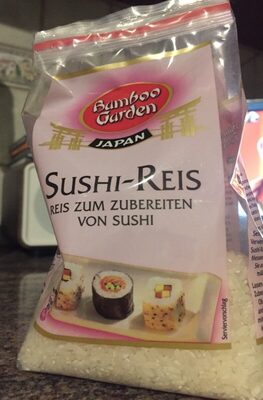 Bamboo
Garden
JAPAN
SUSHI-REIS
REIS ZUM ZUBEREITEN
VON SUSHI
Serviervorschlag